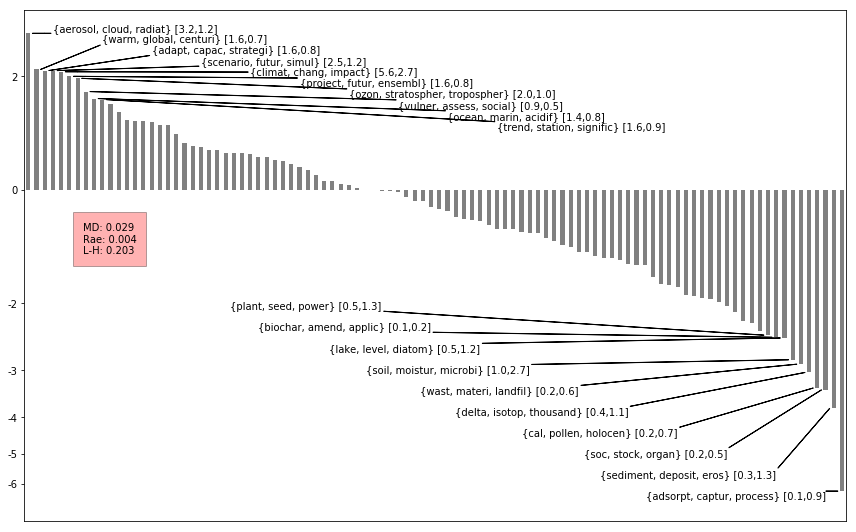 {aerosol, cloud, radiat} [3.2,1.2]
{warm, global, centuri} [1.6,0.7]
{adapt, capac, strategi} [1.6,0.8]
{scenario, futur, simul} [2.5,1.2]
{climat, chang, impact} [5.6,2.7]
{project, futur, ensembl} [1.6,0.8]
{ozon, stratospher, tropospher} [2.0,1.0]
{vulner, assess, social} [0.9,0.5]
{ocean, marin, acidif} [1.4,0.8]
{trend, station, signific} [1.6,0.9]
2
0
MD: 0.029
Rae: 0.004
L-H: 0.203
-2
{plant, seed, power} [0.5,1.3]
{biochar, amend, applic} [0.1,0.2]
{lake, level, diatom} [0.5,1.2]
-3
{soil, moistur, microbi} [1.0,2.7]
{wast, materi, landfil} [0.2,0.6]
{delta, isotop, thousand} [0.4,1.1]
-4
{cal, pollen, holocen} [0.2,0.7]
-5
{soc, stock, organ} [0.2,0.5]
{sediment, deposit, eros} [0.3,1.3]
-6
{adsorpt, captur, process} [0.1,0.9]